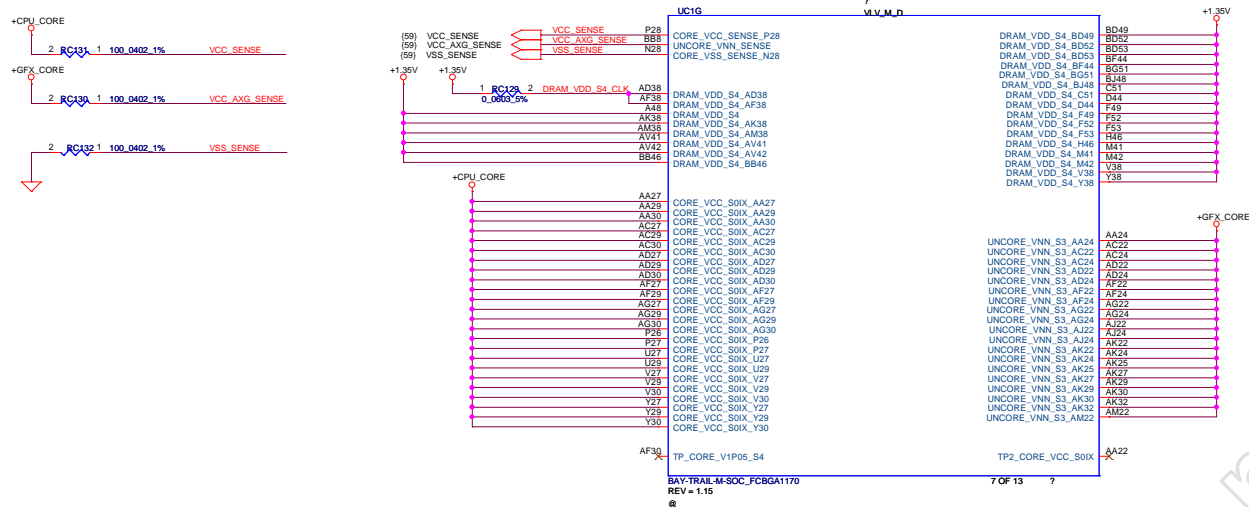 +CPU_CORE
2 RC131 1 100_0402_1% VCC_SENSE
+GFX_CORE
2 RC130 1 100_0402_1% VCC_AXG_SENSE
2 RC132 1 100_0402_1% VSS_SENSE
UC1G
?
VLV_M_D
{59} VCC_SENSE VCC_SENSE P28 CORE_VCC_SENSE_P28
{59} VCC_AXG_SENSE VCC_AXG_SENSE BB8 UNCORE_VNN_SENSE
{59} VSS_SENSE VSS_SENSE N28 CORE_VSS_SENSE_N28
+1.35V +1.35V
1 RC129 2 DRAM_VDD_S4_CLK AD38 DRAM_VDD_S4_AD38
0_0603_5%
AF38 DRAM_VDD_S4_AF38
A48 DRAM_VDD_S4
AK38 DRAM_VDD_S4_AK38
AM38 DRAM_VDD_S4_AM38
AV41 DRAM_VDD_S4_AV41
AV42 DRAM_VDD_S4_AV42
BB46 DRAM_VDD_S4_BB46
+CPU_CORE
AA27 CORE_VCC_S0IX_AA27
AA29 CORE_VCC_S0IX_AA29
AA30 CORE_VCC_S0IX_AA30
AC27 CORE_VCC_S0IX_AC27
AC29 CORE_VCC_S0IX_AC29
AC30 CORE_VCC_S0IX_AC30
AD27 CORE_VCC_S0IX_AD27
AD29 CORE_VCC_S0IX_AD29
AD30 CORE_VCC_S0IX_AD30
AF27 CORE_VCC_S0IX_AF27
AF29 CORE_VCC_S0IX_AF29
AG27 CORE_VCC_S0IX_AG27
AG29 CORE_VCC_S0IX_AG29
AG30 CORE_VCC_S0IX_AG30
P26 CORE_VCC_S0IX_P26
P27 CORE_VCC_S0IX_P27
U27 CORE_VCC_S0IX_U27
U29 CORE_VCC_S0IX_U29
V27 CORE_VCC_S0IX_V27
V29 CORE_VCC_S0IX_V29
V30 CORE_VCC_S0IX_V30
Y27 CORE_VCC_S0IX_Y27
Y29 CORE_VCC_S0IX_Y29
Y30 CORE_VCC_S0IX_Y30
AF30 TP_CORE_V1P05_S4
+1.35V
DRAM_VDD_S4_BD49 BD49
DRAM_VDD_S4_BD52 BD52
DRAM_VDD_S4_BD53 BD53
DRAM_VDD_S4_BF44 BF44
DRAM_VDD_S4_BG51 BG51
DRAM_VDD_S4_BJ48 BJ48
DRAM_VDD_S4_C51 C51
DRAM_VDD_S4_D44 D44
DRAM_VDD_S4_F49 F49
DRAM_VDD_S4_F52 F52
DRAM_VDD_S4_F53 F53
DRAM_VDD_S4_H46 H46
DRAM_VDD_S4_M41 M41
DRAM_VDD_S4_M42 M42
DRAM_VDD_S4_V38 V38
DRAM_VDD_S4_Y38 Y38
+GFX_CORE
UNCORE_VNN_S3_AA24 AA24
UNCORE_VNN_S3_AC22 AC22
UNCORE_VNN_S3_AC24 AC24
UNCORE_VNN_S3_AD22 AD22
UNCORE_VNN_S3_AD24 AD24
UNCORE_VNN_S3_AF22 AF22
UNCORE_VNN_S3_AF24 AF24
UNCORE_VNN_S3_AG22 AG22
UNCORE_VNN_S3_AG24 AG24
UNCORE_VNN_S3_AJ22 AJ22
UNCORE_VNN_S3_AJ24 AJ24
UNCORE_VNN_S3_AK22 AK22
UNCORE_VNN_S3_AK24 AK24
UNCORE_VNN_S3_AK25 AK25
UNCORE_VNN_S3_AK27 AK27
UNCORE_VNN_S3_AK29 AK29
UNCORE_VNN_S3_AK30 AK30
UNCORE_VNN_S3_AK32 AK32
UNCORE_VNN_S3_AM22 AM22
TP2_CORE_VCC_S0IX AA22
BAY-TRAIL-M-SOC_FCBGA1170 7 OF 13 ?
REV = 1.15
@